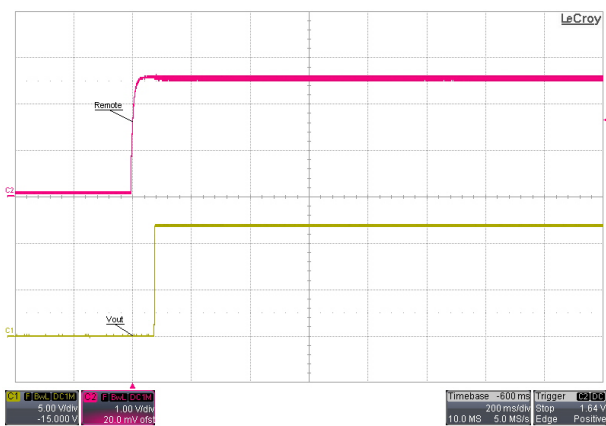 LeCroy
Remote
C2
Vout
C1
C1 F BwL DC1M
5.00 V/div
-15.000 V
C2 F BwL DC1M
1.00 V/div
20.0 mV ofst
Timebase -600 ms
200 ms/div
10.0 MS 5.0 MS/s
Trigger C2 DC
Stop 1.64 V
Edge Positive